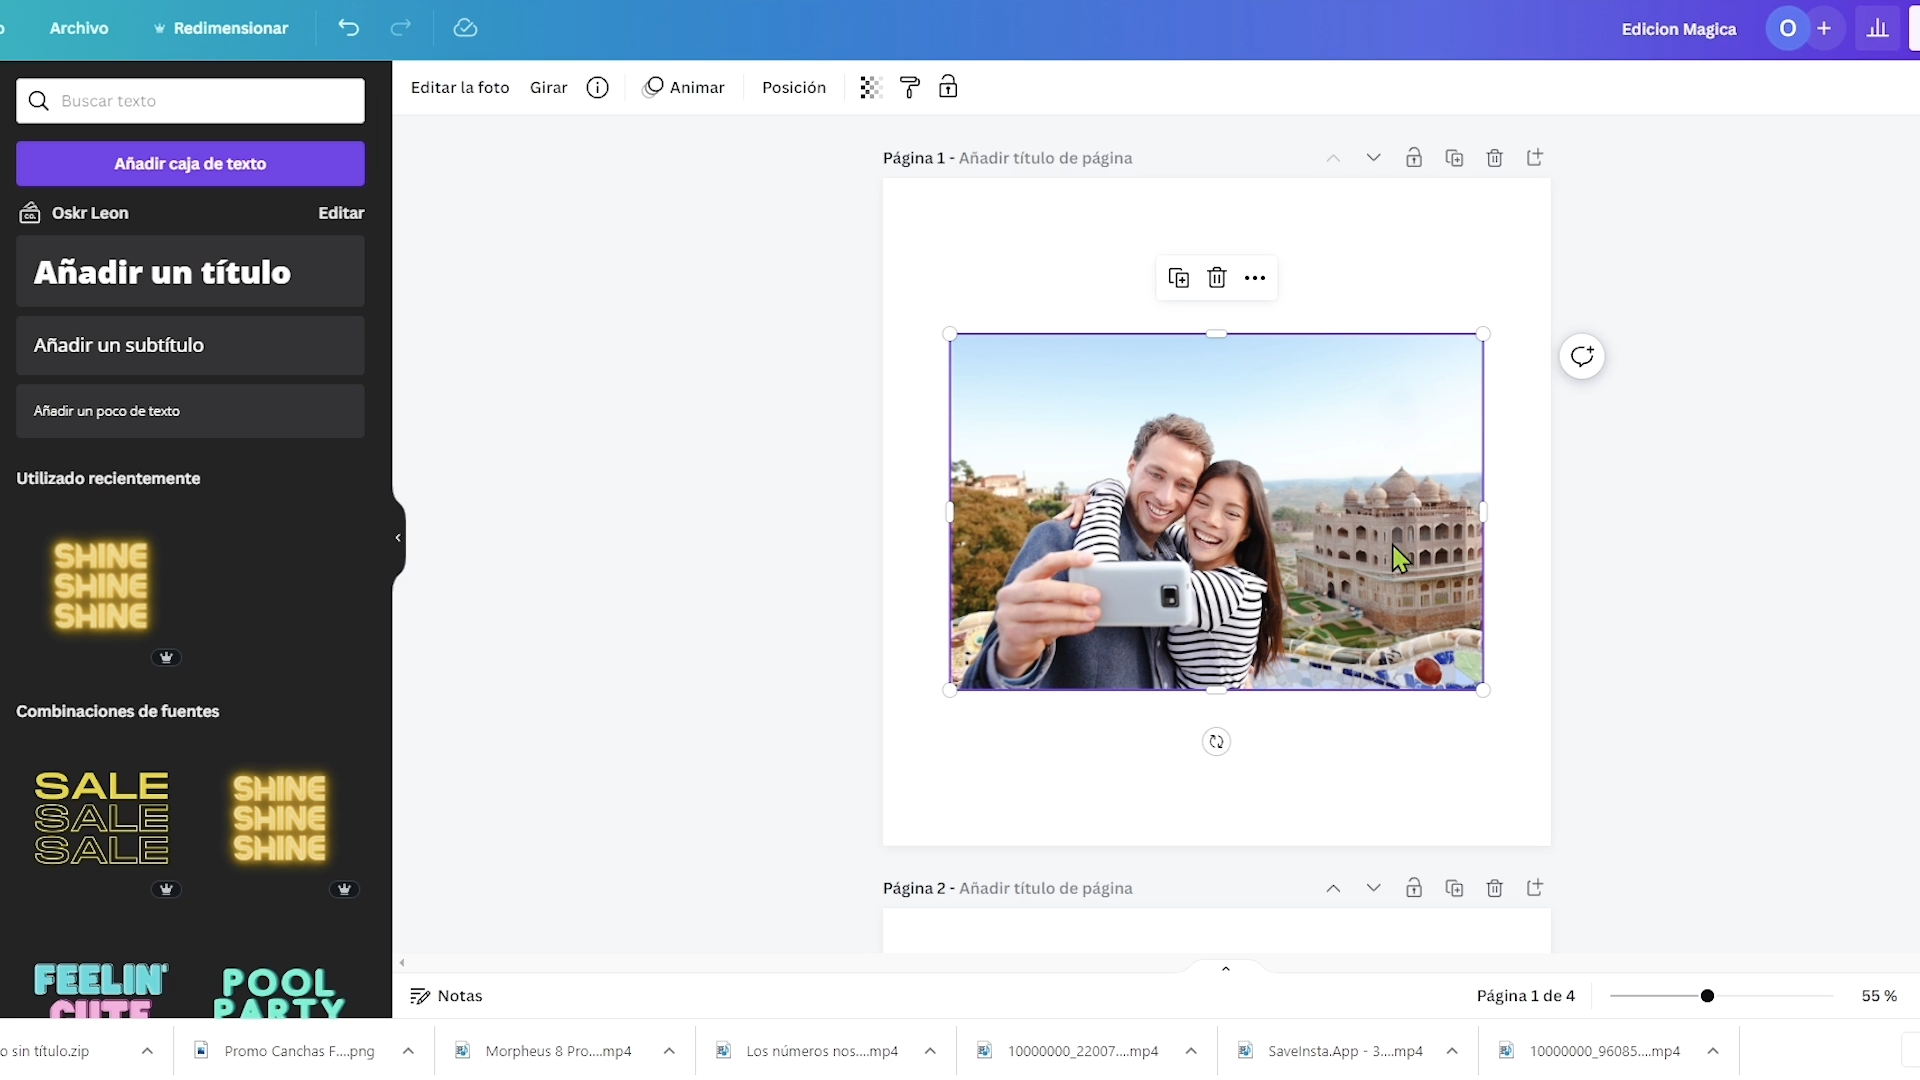 Archivo
Redimensionar
Edicion Magica
O
Buscar texto
Editar la foto
Girar
Animar
Posición
Añadir caja de texto
Página 1 - Añadir título de página
CO.
Oskr Leon
Editar
Añadir un título
Añadir un subtítulo
Añadir un poco de texto
Utilizado recientemente
SHINE
SHINE
SHINE
Combinaciones de fuentes
SALE
SALE
SALE
SHINE
SHINE
SHINE
Página 2 - Añadir título de página
FEELIN'
CUTE
POOL
PARTY
Notas
Página 1 de 4
55 %
o sin título.zip
Promo Canchas F....png
Morpheus 8 Pro....mp4
Los números nos....mp4
10000000_22007....mp4
SaveInsta.App - 3....mp4
10000000_96085....mp4